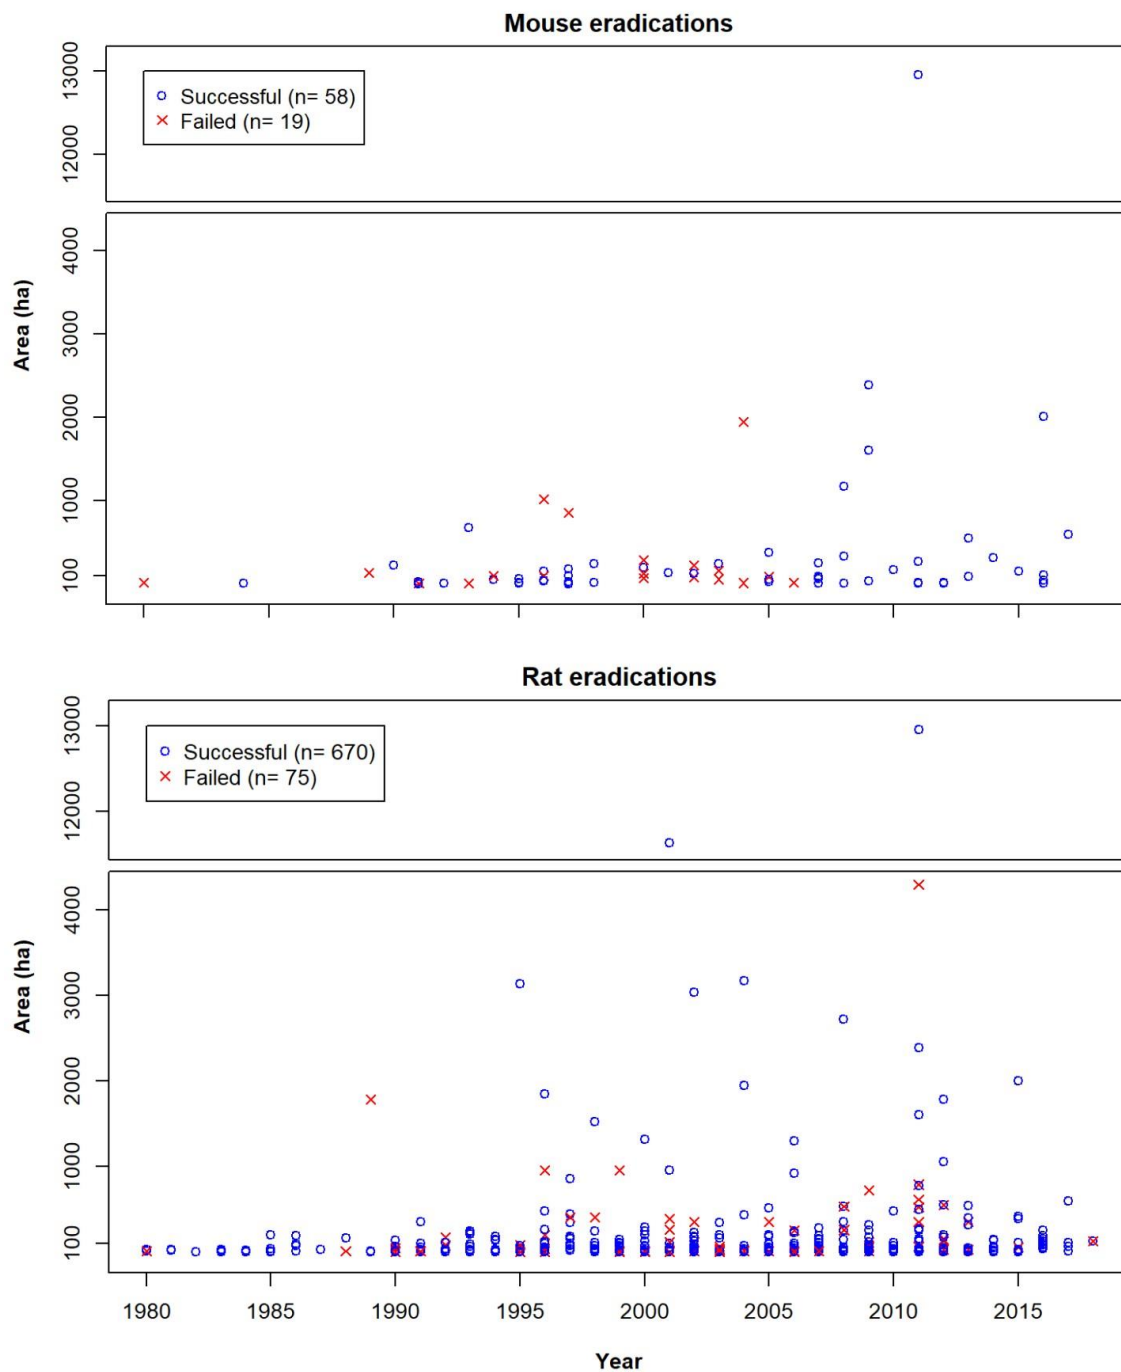 Mouse eradications
13000
12000
Successful (n= 58)
Failed (n= 19)
4000
3000
2000
1000
100
Area (ha)
Rat eradications
13000
12000
Successful (n= 670)
Failed (n= 75)
4000
3000
2000
1000
100
Area (ha)
1980 1985 1990 1995 2000 2005 2010 2015
Year